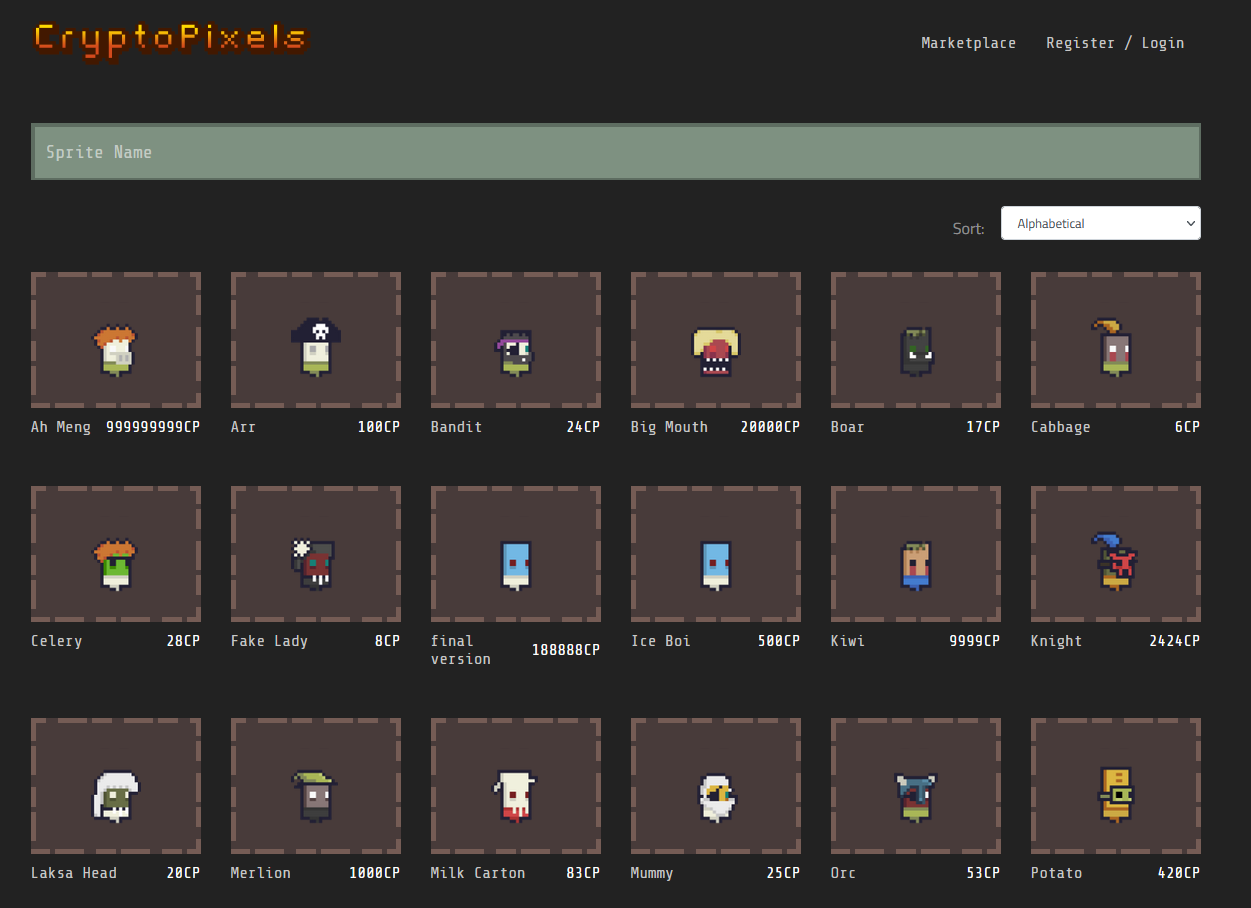 CryptoPixels
Marketplace Register / Login
Sprite Name
Sort: Alphabetical
Ah Meng 999999999CP Arr 100CP Bandit 24CP Big Mouth 20000CP Boar 17CP Cabbage 6CP
Celery 28CP Fake Lady 8CP final version 188888CP Ice Boi 500CP Kiwi 9999CP Knight 2424CP
Laksa Head 20CP Merlion 1000CP Milk Carton 83CP Mummy 25CP Orc 53CP Potato 420CP